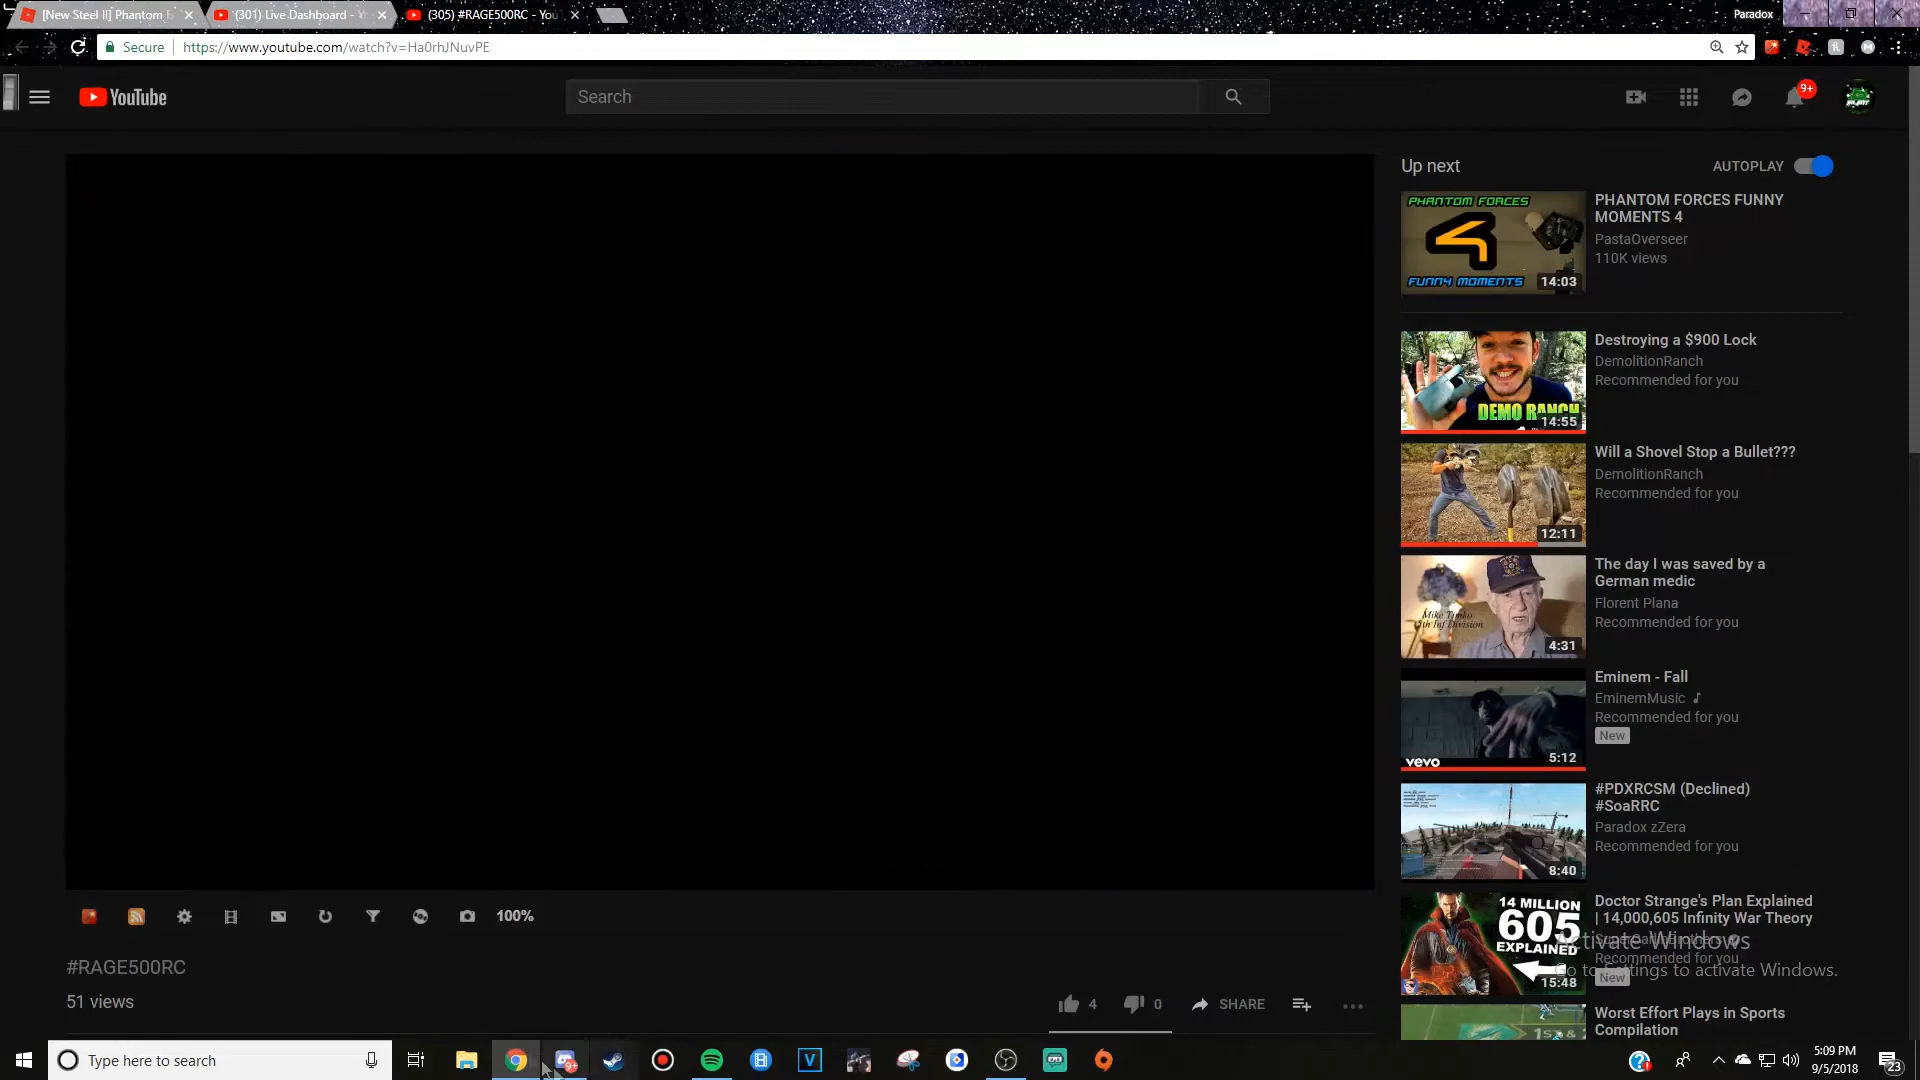 [New Steel II] Phantom F
(301) Live Dashboard - Y
(305) #RAGE500RC - You
Paradox
Secure
https://www.youtube.com/watch?v=Ha0rhJNuvPE
YouTube
Search
9+
Up next
AUTOPLAY
PHANTOM FORCES
4
FUNNY MOMENTS
14:03
PHANTOM FORCES FUNNY
MOMENTS 4
PastaOverseer
110K views
DEMO RANCH
14:55
Destroying a $900 Lock
DemolitionRanch
Recommended for you
12:11
Will a Shovel Stop a Bullet???
DemolitionRanch
Recommended for you
Mike Timko
5th Inf Division
4:31
The day I was saved by a
German medic
Florent Plana
Recommended for you
vevo
5:12
Eminem - Fall
EminemMusic
Recommended for you
New
8:40
#PDXRCSM (Declined)
#SoaRRC
Paradox zZera
Recommended for you
14 MILLION
605
EXPLAINED
15:48
Doctor Strange's Plan Explained
| 14,000,605 Infinity War Theory
Recommended for you
New
Activate Windows
Go to Settings to activate Windows.
Worst Effort Plays in Sports
Compilation
100%
#RAGE500RC
51 views
4
0
SHARE
Type here to search
9+
V
5:09 PM
9/5/2018
23